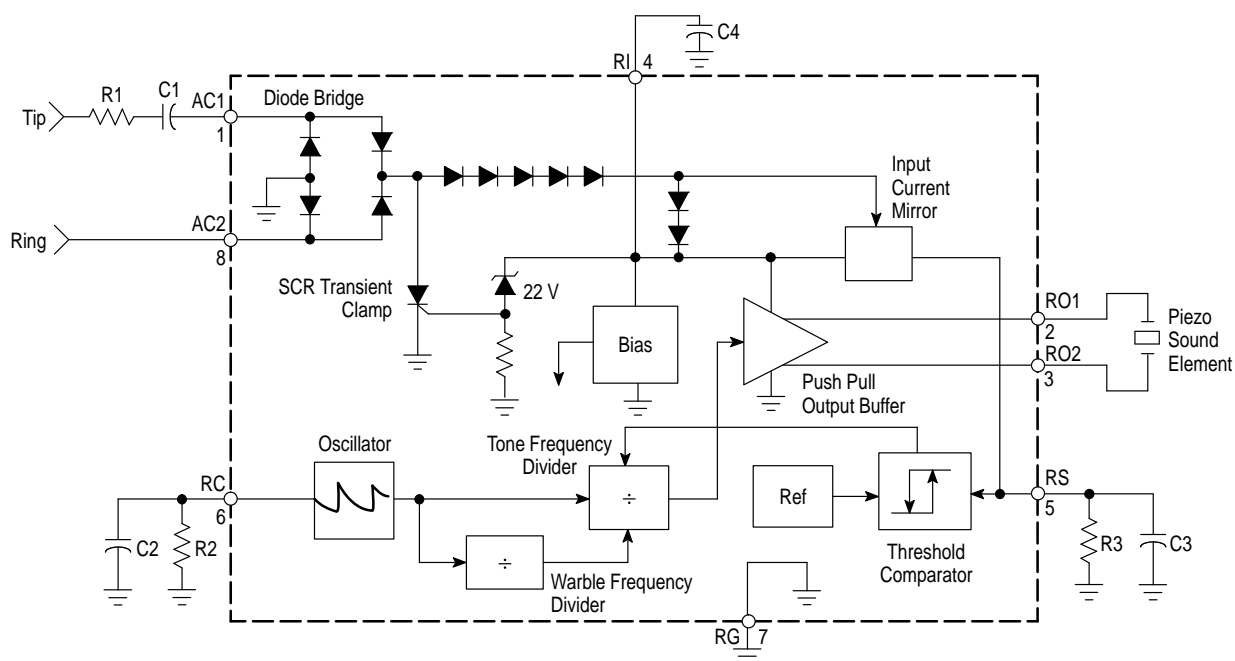 C4
RI 4
R1
C1
AC1
Diode Bridge
Tip
1
Input
Current
Mirror
AC2
Ring
8
SCR Transient
Clamp
22 V
RO1
2
Piezo
Sound
Element
Bias
RO2
3
Push Pull
Output Buffer
Oscillator
Tone Frequency
Divider
RC
6
÷
Ref
RS
5
C2
R2
÷
Warble Frequency
Divider
Threshold
Comparator
R3
C3
RG 7